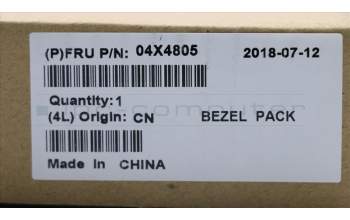 (P)FRU P/N: 04X4805 2018-07-12
Quantity:1
(4L) Origin: CN BEZEL PACK
Made In CHINA